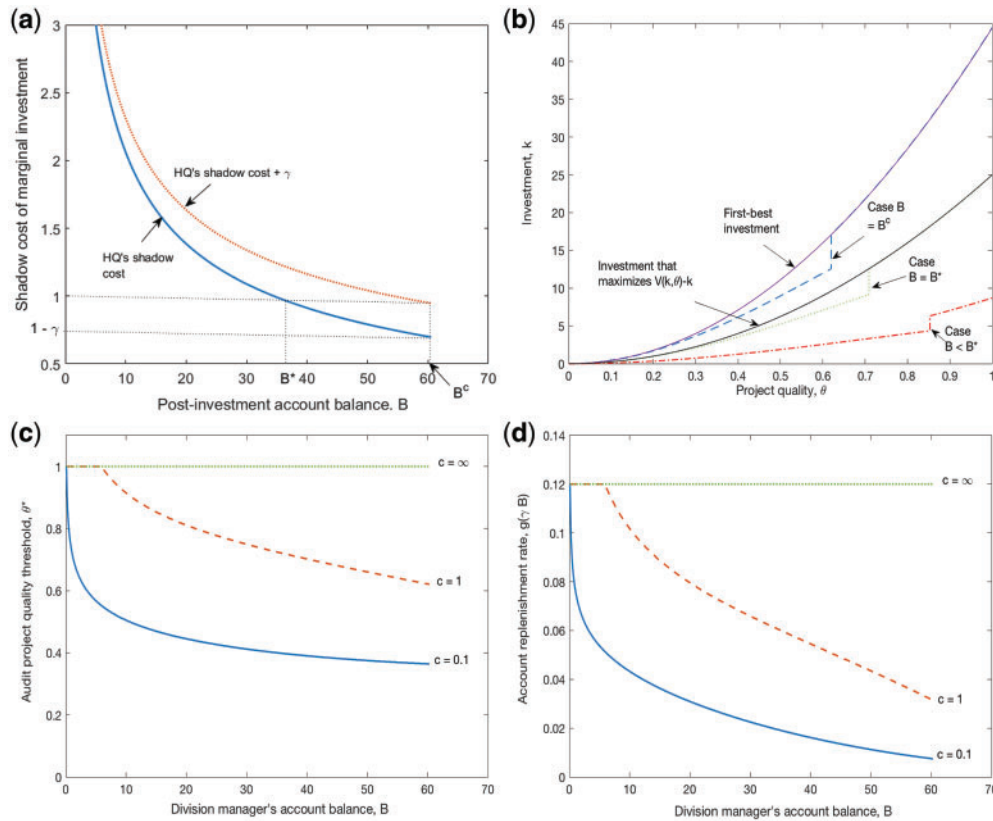 (a)
Shadow cost of marginal investment
3
2.5
2
1.5
1
1 - γ
0.5
HQ's shadow cost + γ
HQ's shadow
cost
0
10
20
30
B*
40
50
60
70
B^c
Post-investment account balance. B
(b)
Investment, k
45
40
35
30
25
20
15
10
5
0
First-best
investment
Investment that
maximizes V(k,θ)-k
Case B
= B^c
Case
B = B*
Case
B < B*
0
0.1
0.2
0.3
0.4
0.5
0.6
0.7
0.8
0.9
1
Project quality, θ
(c)
Audit project quality threshold, θ*
1
0.8
0.6
0.4
0.2
0
c = ∞
c = 1
c = 0.1
0
10
20
30
40
50
60
70
Division manager's account balance, B
(d)
Account replenishment rate, g(γ B)
0.14
0.12
0.10
0.08
0.06
0.04
0.02
0
c = ∞
c = 1
c = 0.1
0
10
20
30
40
50
60
70
Division manager's account balance, B